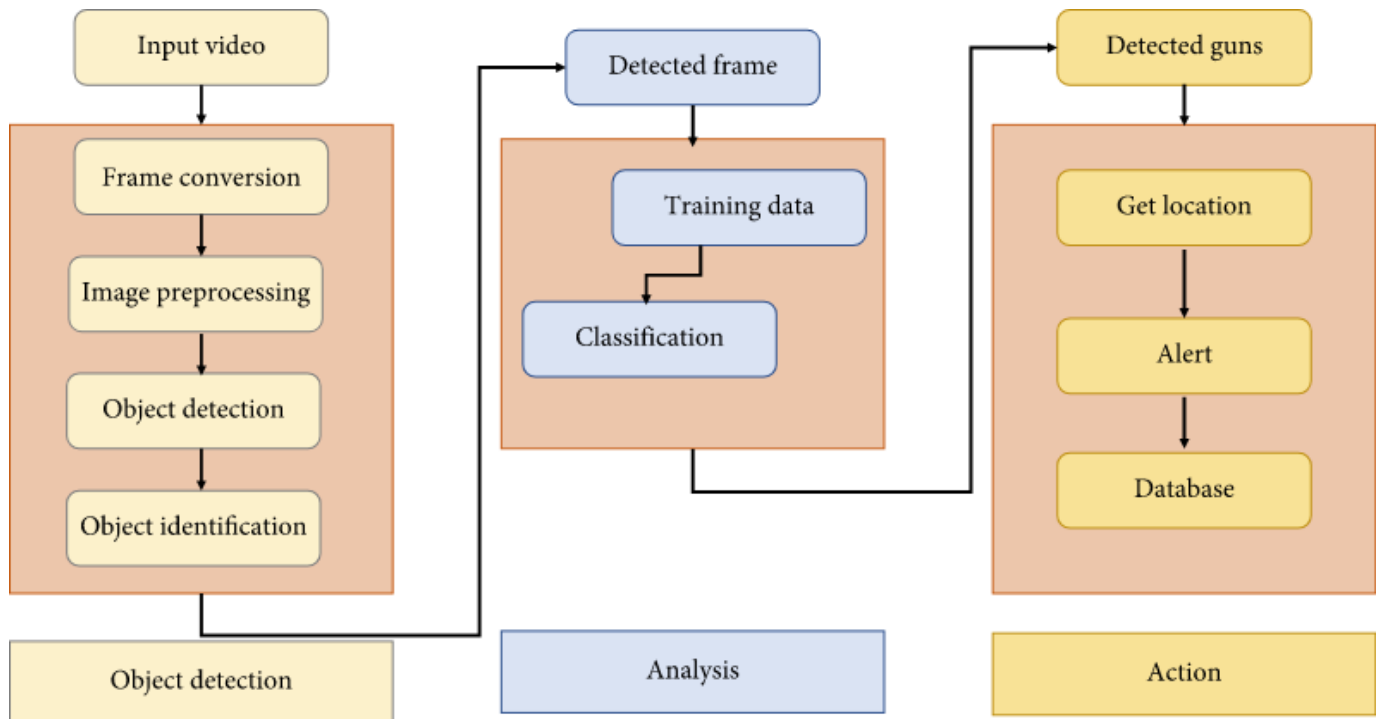 Input video
Frame conversion
Image preprocessing
Object detection
Object identification
Object detection
Detected frame
Training data
Classification
Analysis
Detected guns
Get location
Alert
Database
Action